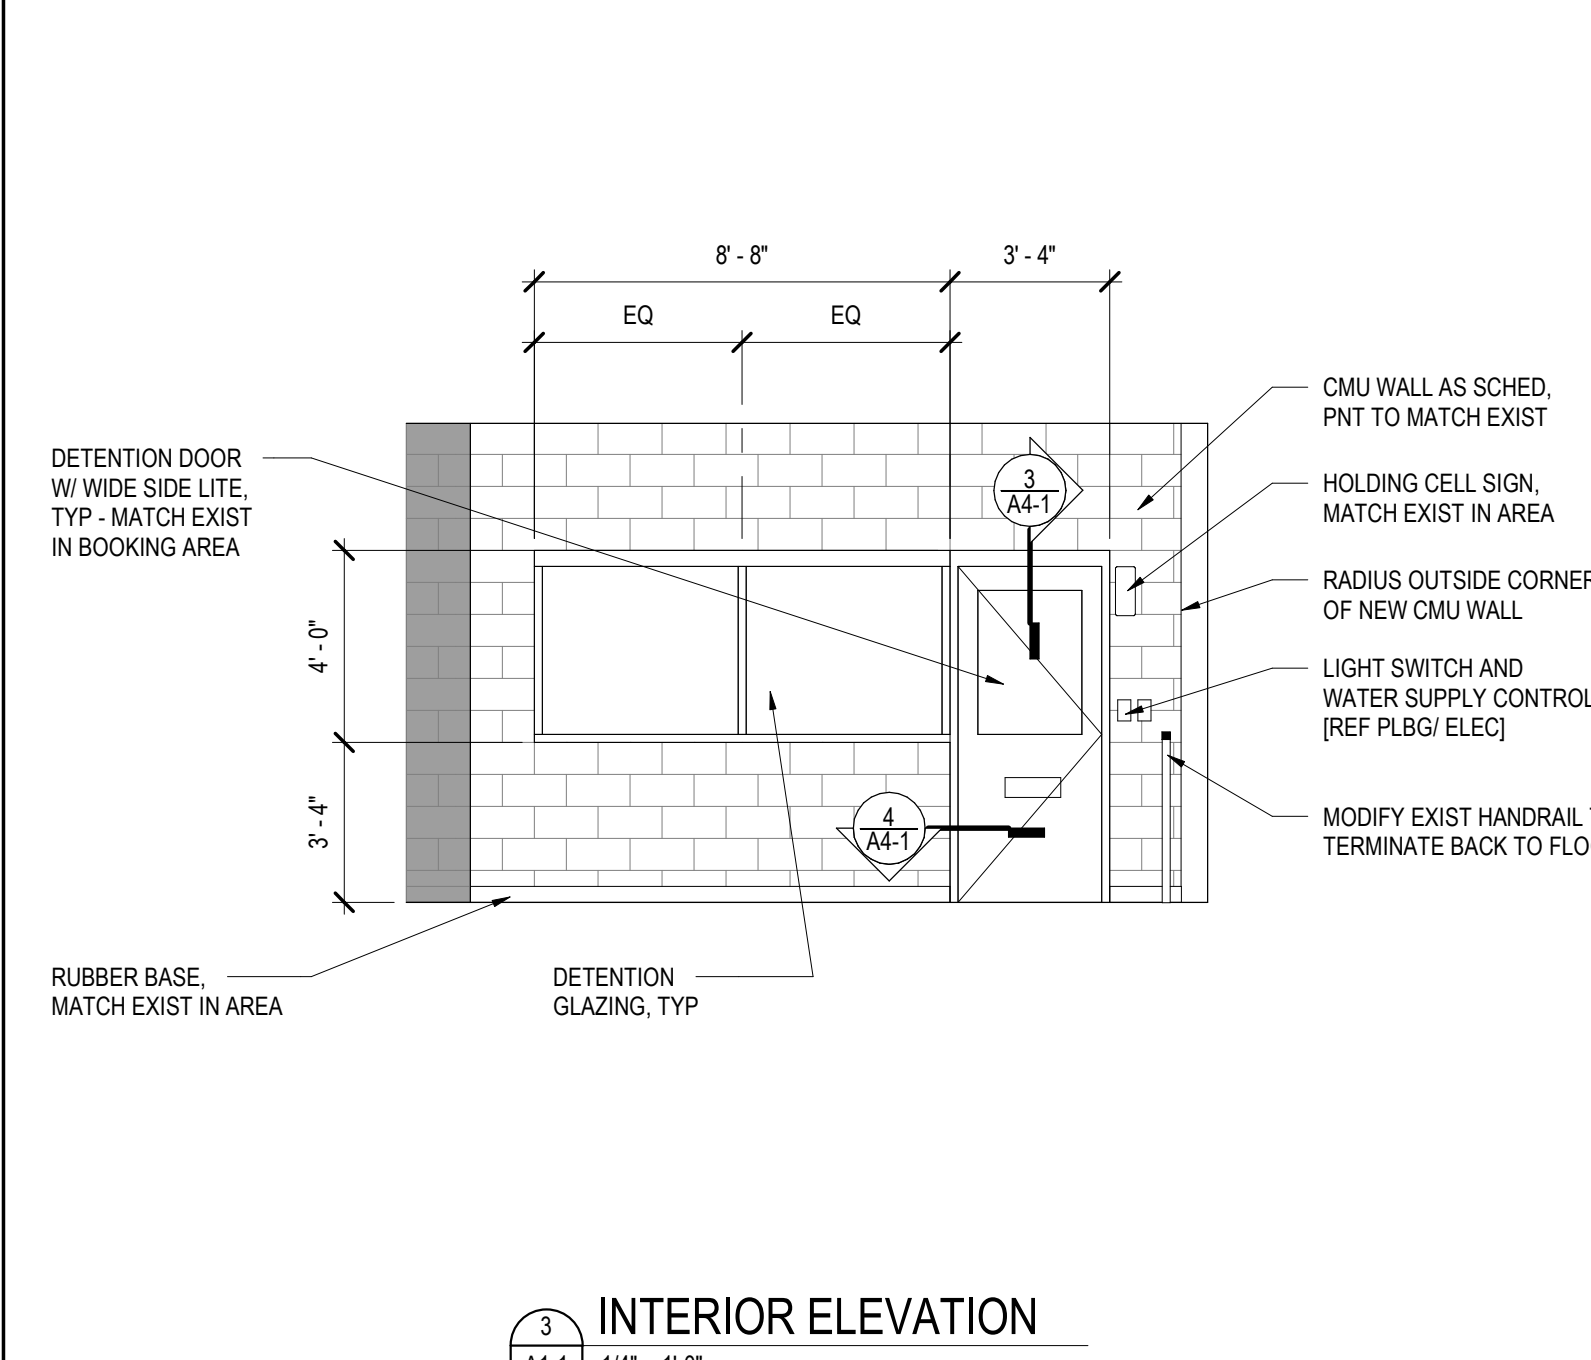 8' - 8"
3' - 4"
EQ
EQ
CMU WALL AS SCHED,
PNT TO MATCH EXIST
DETENTION DOOR
W/ WIDE SIDE LITE,
TYP - MATCH EXIST
IN BOOKING AREA
3
A4-1
HOLDING CELL SIGN,
MATCH EXIST IN AREA
RADIUS OUTSIDE CORNER
OF NEW CMU WALL
4' - 0"
LIGHT SWITCH AND
WATER SUPPLY CONTROL
[REF PLBG/ ELEC]
3' - 4"
4
A4-1
MODIFY EXIST HANDRAIL
TERMINATE BACK TO
RUBBER BASE,
MATCH EXIST IN AREA
DETENTION
GLAZING, TYP
3
INTERIOR ELEVATION